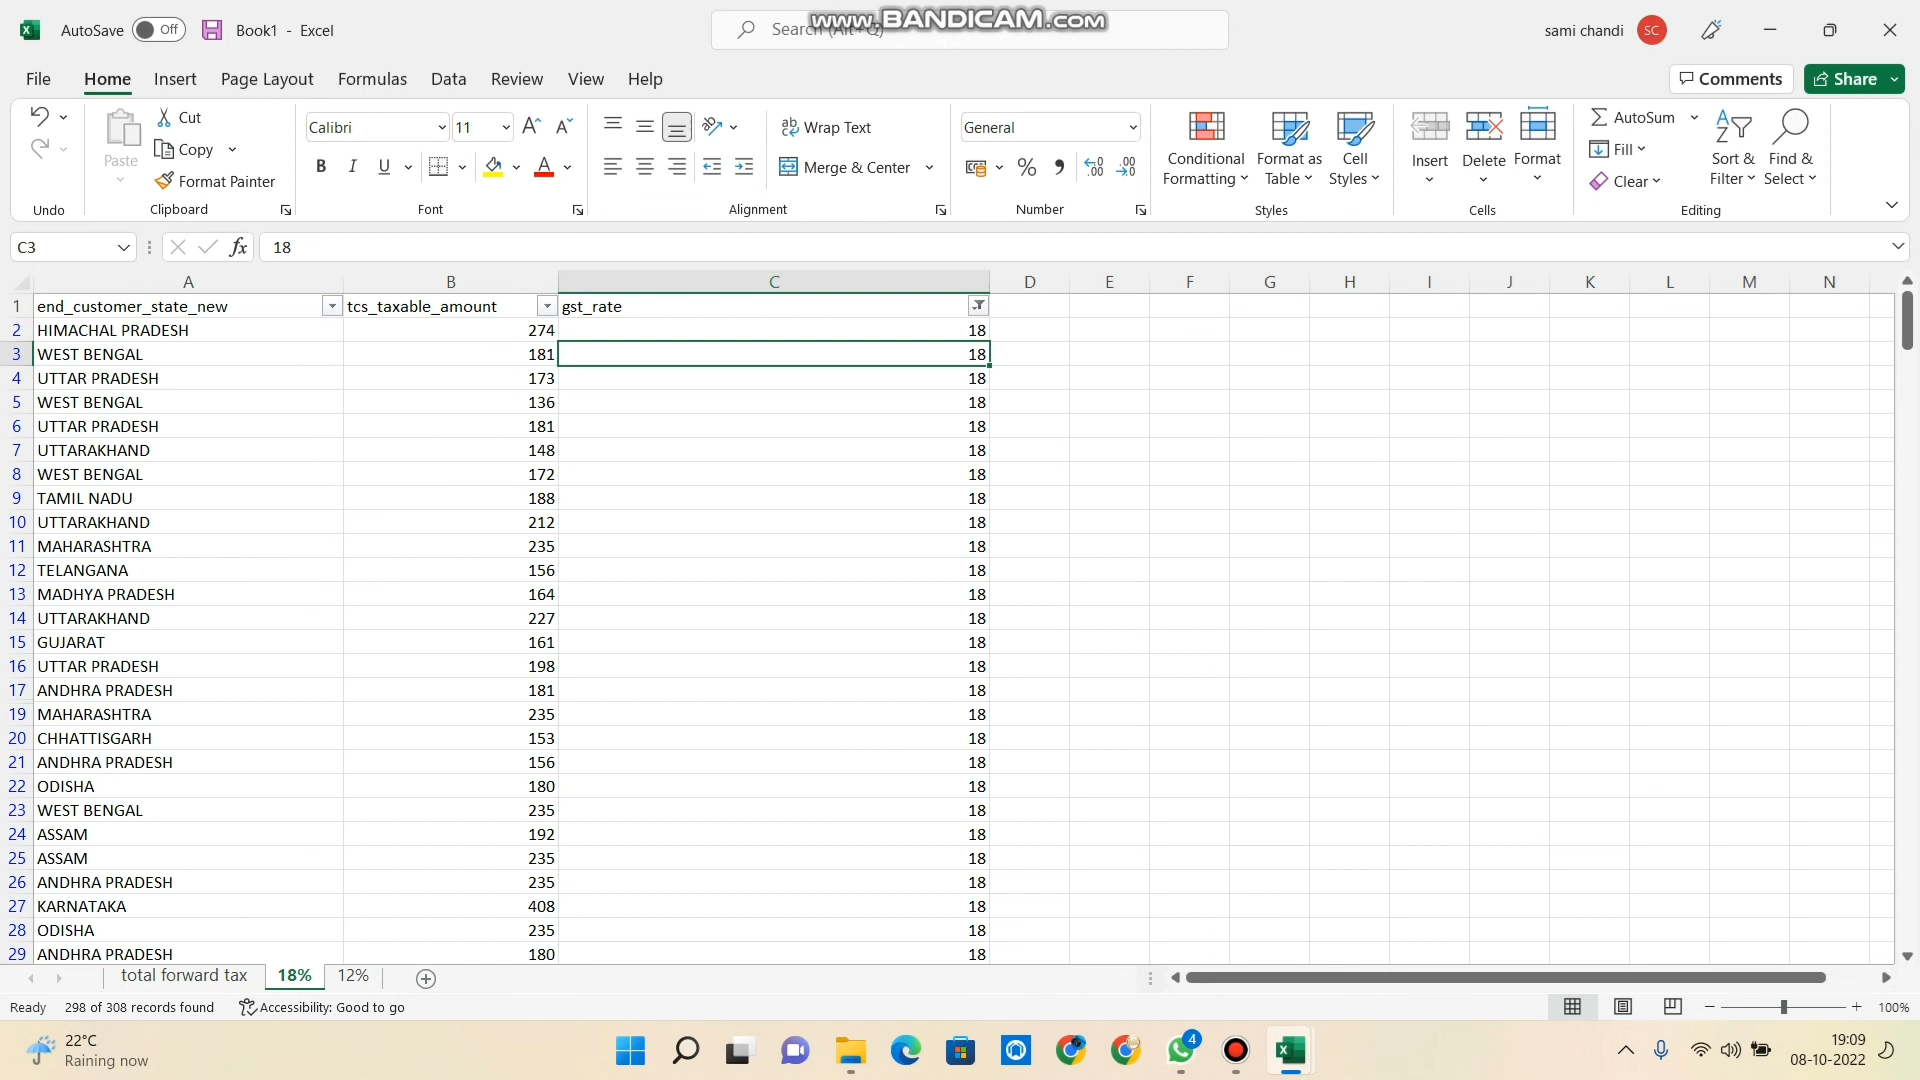 AutoSave Off Book1 - Excel Search (Alt+Q) www.BANDICAM.com sami chandi SC
File Home Insert Page Layout Formulas Data Review View Help Comments Share
Paste Cut Calibri 11 Wrap Text General Conditional Formatting Format as Table Cell Styles Insert Delete Format AutoSum Sort & Filter Find & Select
Copy Fill
Format Painter B I U A Merge & Center % Clear
Undo Clipboard Font Alignment Number Styles Cells Editing
C3 fx 18
A B C D E F G H I J K L M N
1 end_customer_state_new tcs_taxable_amount gst_rate
2 HIMACHAL PRADESH 274 18
3 WEST BENGAL 181 18
4 UTTAR PRADESH 173 18
5 WEST BENGAL 136 18
6 UTTAR PRADESH 181 18
7 UTTARAKHAND 148 18
8 WEST BENGAL 172 18
9 TAMIL NADU 188 18
10 UTTARAKHAND 212 18
11 MAHARASHTRA 235 18
12 TELANGANA 156 18
13 MADHYA PRADESH 164 18
14 UTTARAKHAND 227 18
15 GUJARAT 161 18
16 UTTAR PRADESH 198 18
17 ANDHRA PRADESH 181 18
19 MAHARASHTRA 235 18
20 CHHATTISGARH 153 18
21 ANDHRA PRADESH 156 18
22 ODISHA 180 18
23 WEST BENGAL 235 18
24 ASSAM 192 18
25 ASSAM 235 18
26 ANDHRA PRADESH 235 18
27 KARNATAKA 408 18
28 ODISHA 235 18
29 ANDHRA PRADESH 180 18
total forward tax 18% 12%
Ready 298 of 308 records found Accessibility: Good to go 100%
22°C 4 19:09
Raining now 08-10-2022